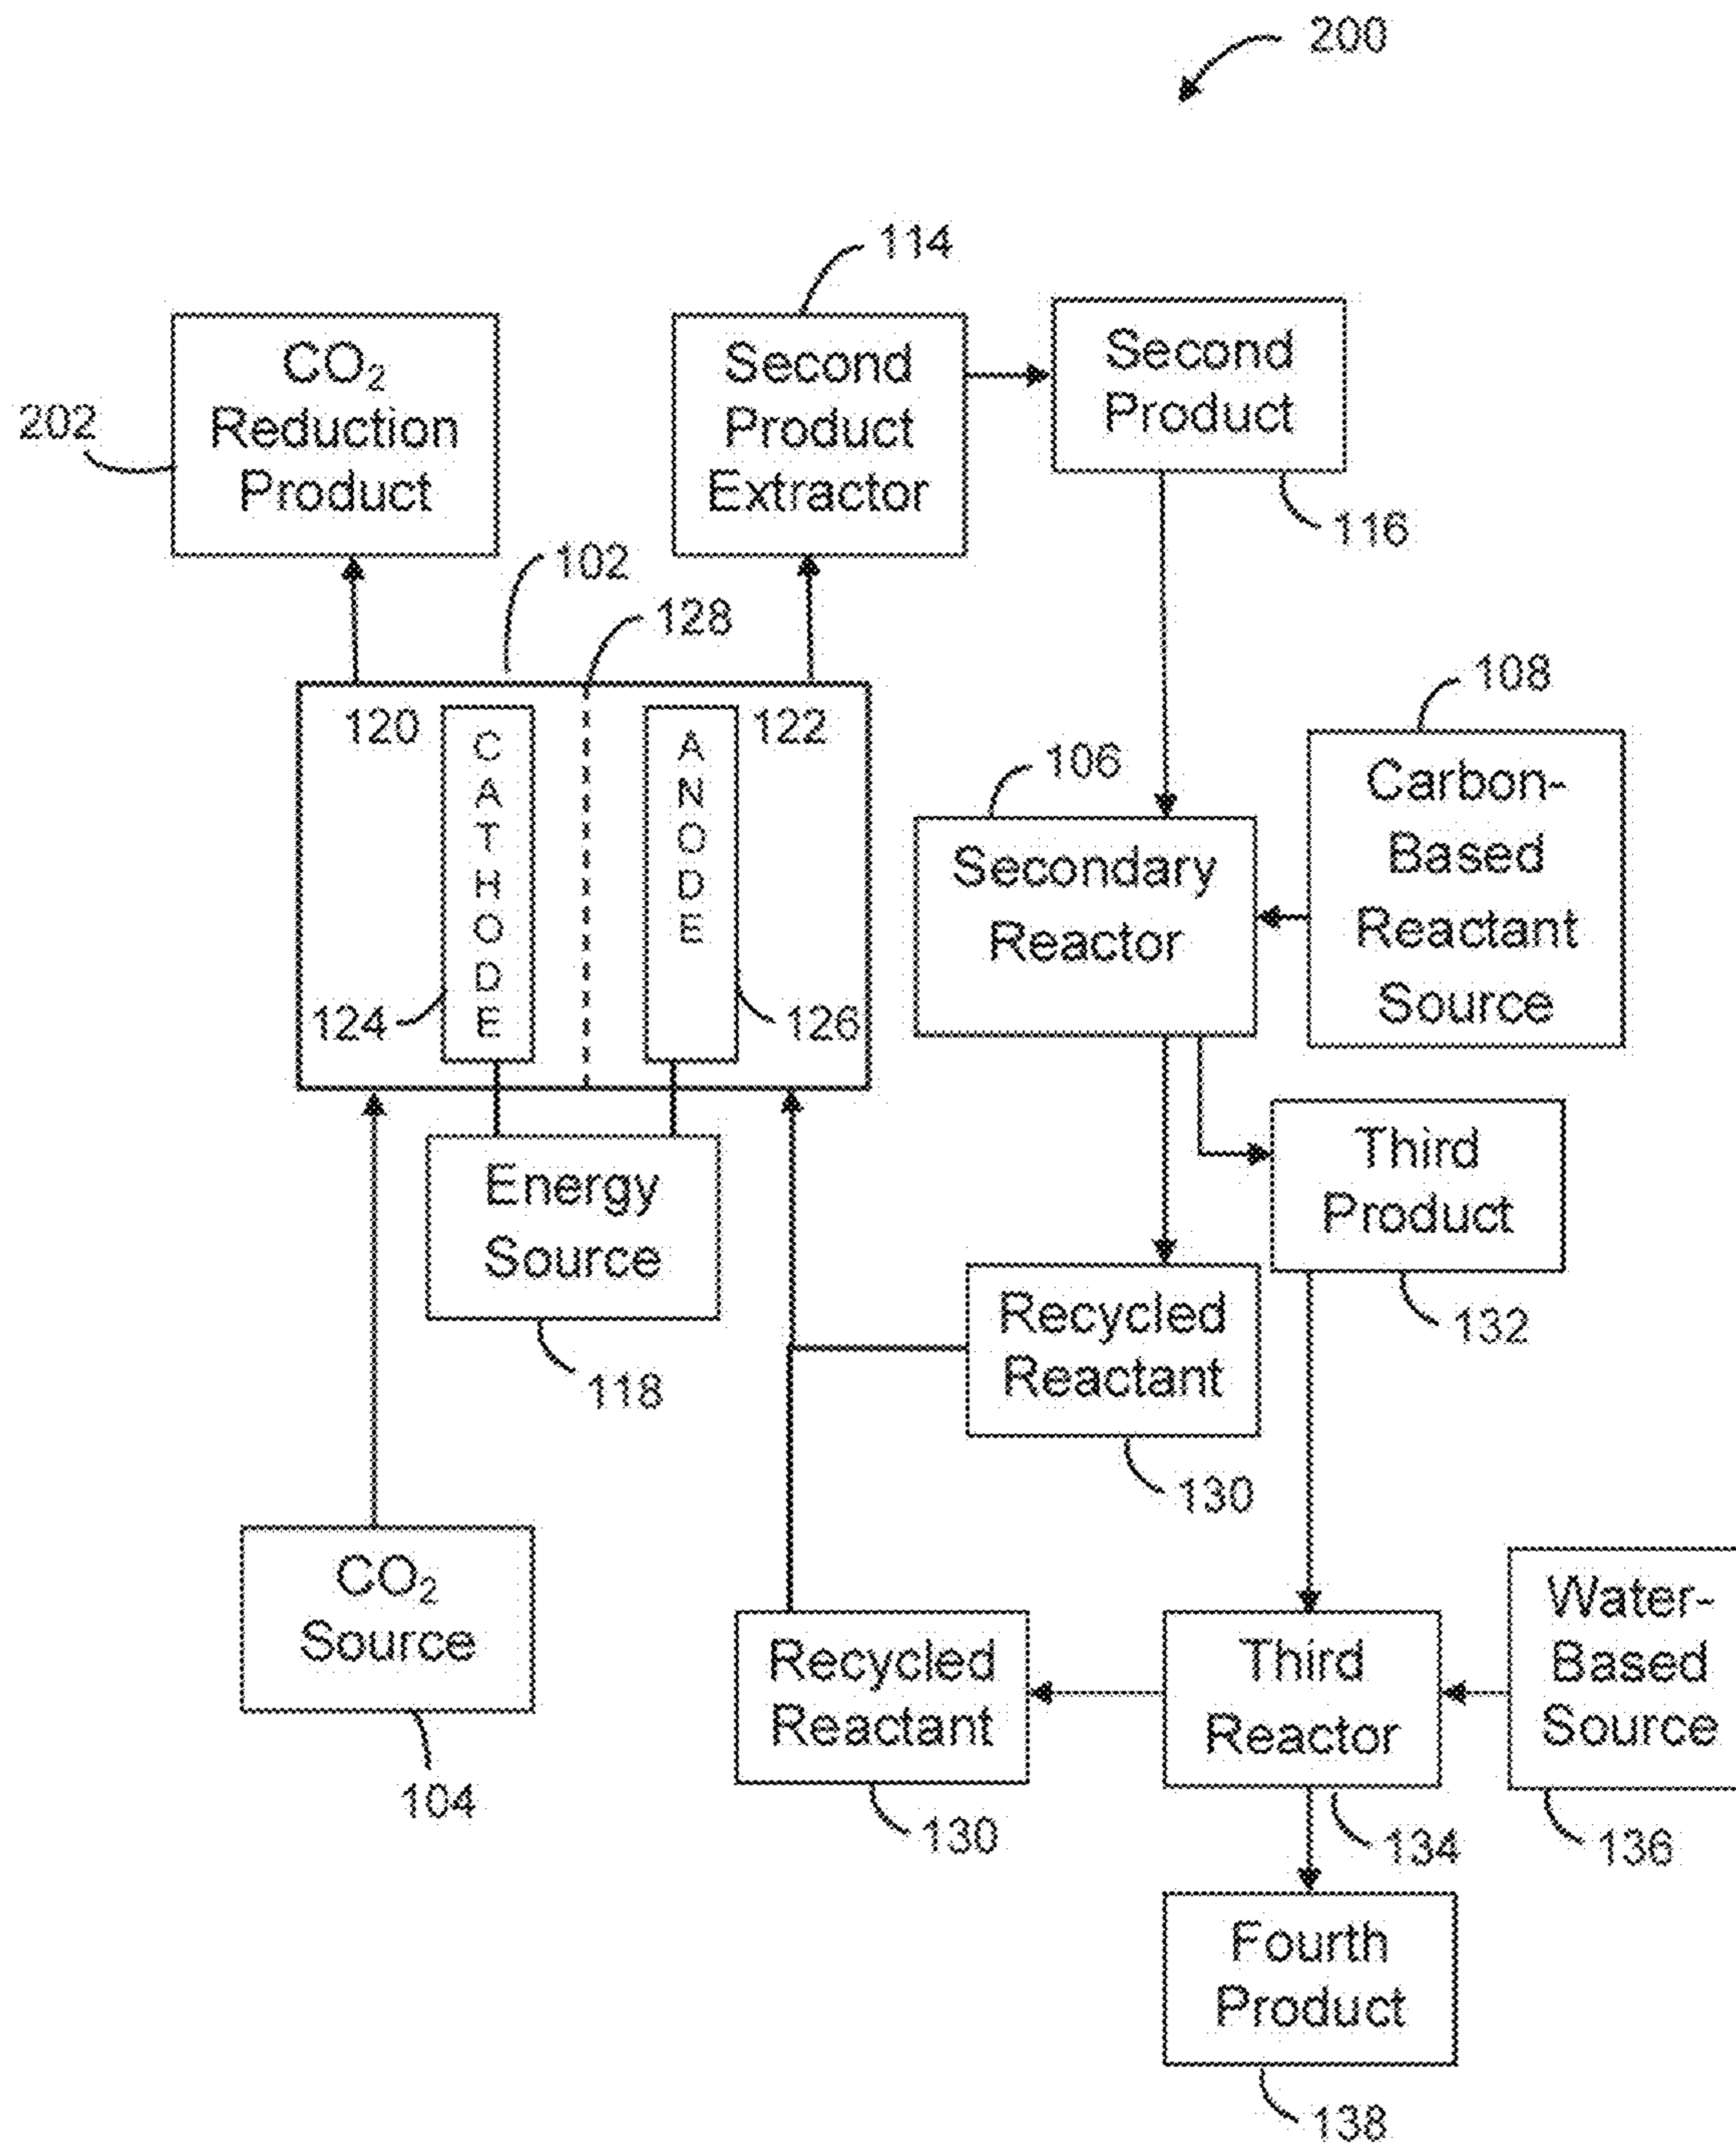 200
114
CO₂
Reduction
Product
202
Second
Product
Extractor
Second
Product
116
102
128
108
120
122
CATHODE
ANODE
124
126
106
Secondary
Reactor
Carbon-
Based
Reactant
Source
Energy
Source
118
Third
Product
132
Recycled
Reactant
130
CO₂
Source
104
Recycled
Reactant
130
Third
Reactor
134
Water-
Based
Source
136
Fourth
Product
138